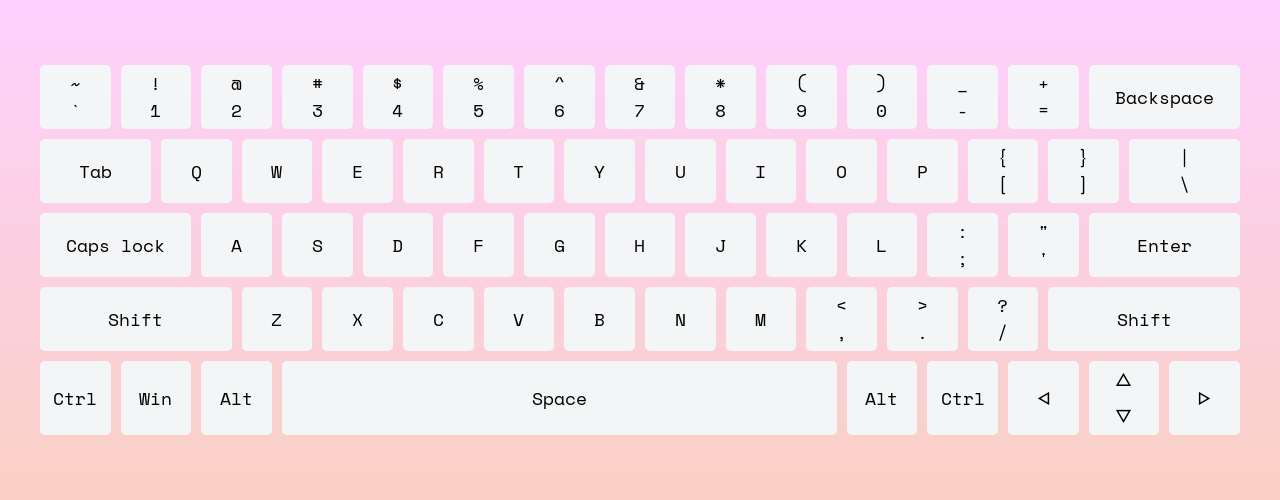 ~ ! @ # $ % ^ & * ( ) _ +
` 1 2 3 4 5 6 7 8 9 0 - = Backspace
{ } |
Tab Q W E R T Y U I O P [ ] \
: "
Caps lock A S D F G H J K L ; ' Enter
< > ?
Shift Z X C V B N M , . / Shift
△
Ctrl Win Alt Space Alt Ctrl ◁ ▷
▽